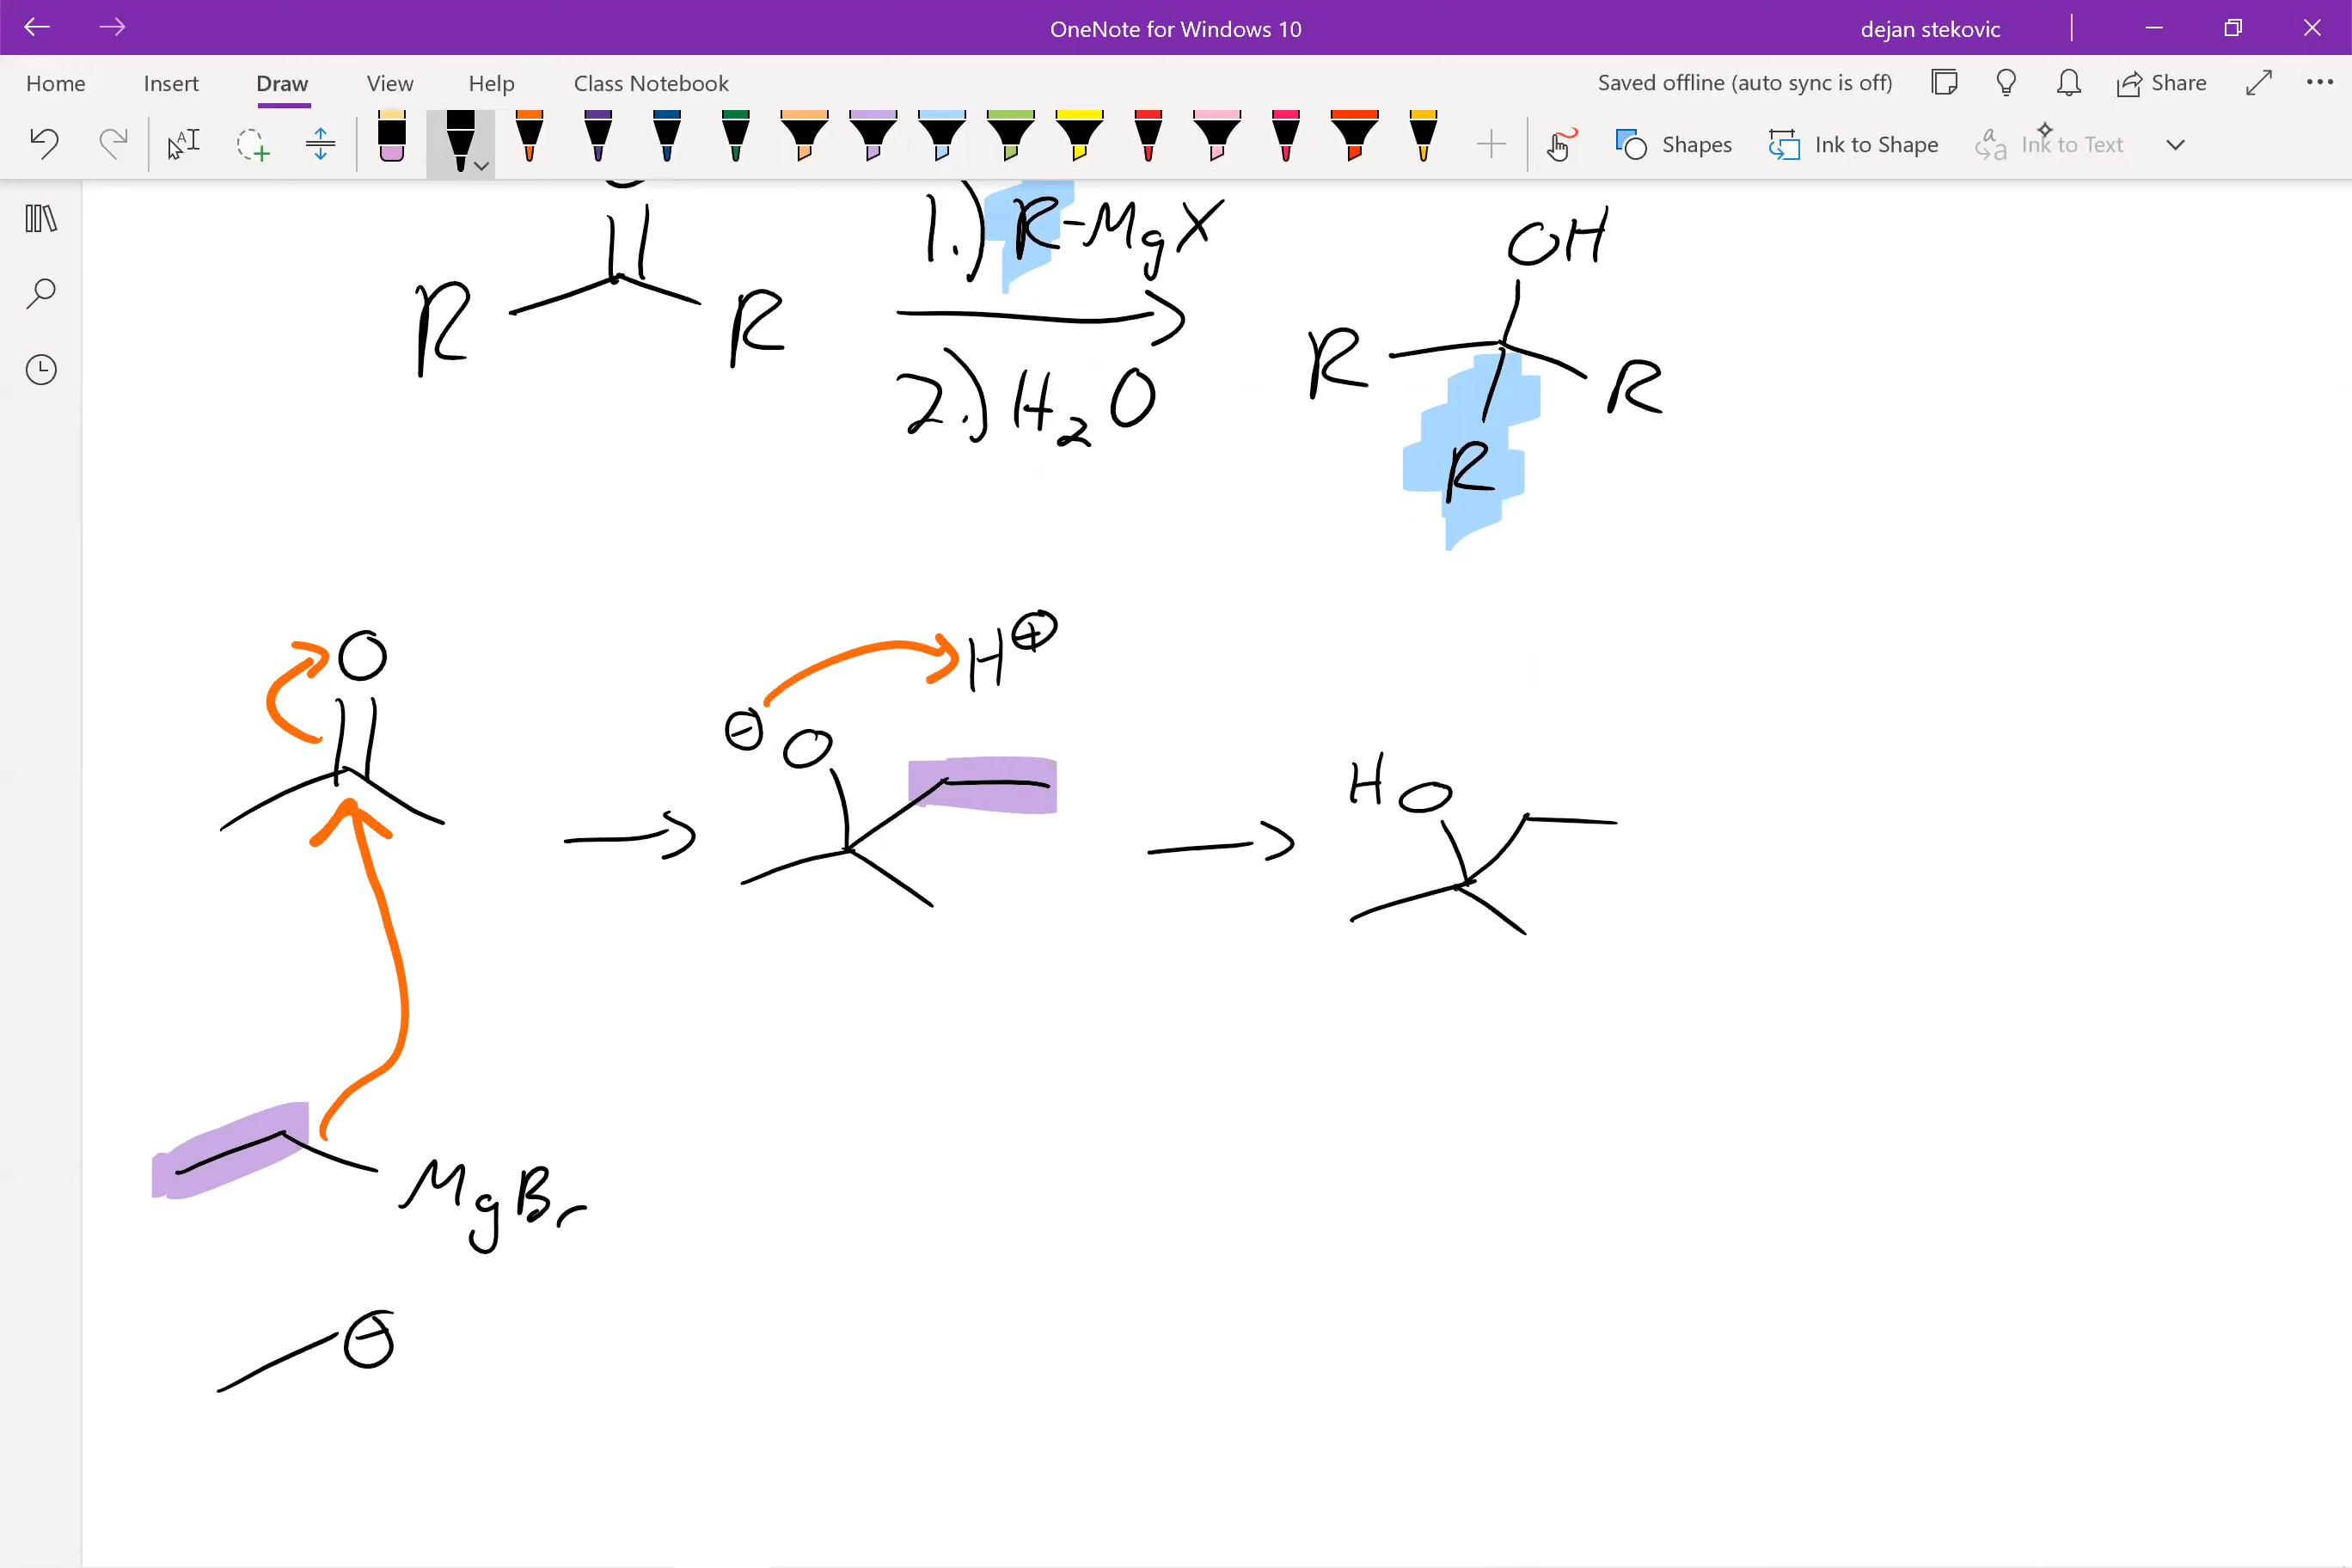 OneNote for Windows 10
dejan stekovic
Home Insert Draw View Help Class Notebook
Saved offline (auto sync is off)
Share
Shapes
Ink to Shape
Ink to Text
1.) R-MgX
OH
R
R
R
R
2.) H₂O
R
O
H⊕
⊖ O
HO
MgBr
⊖